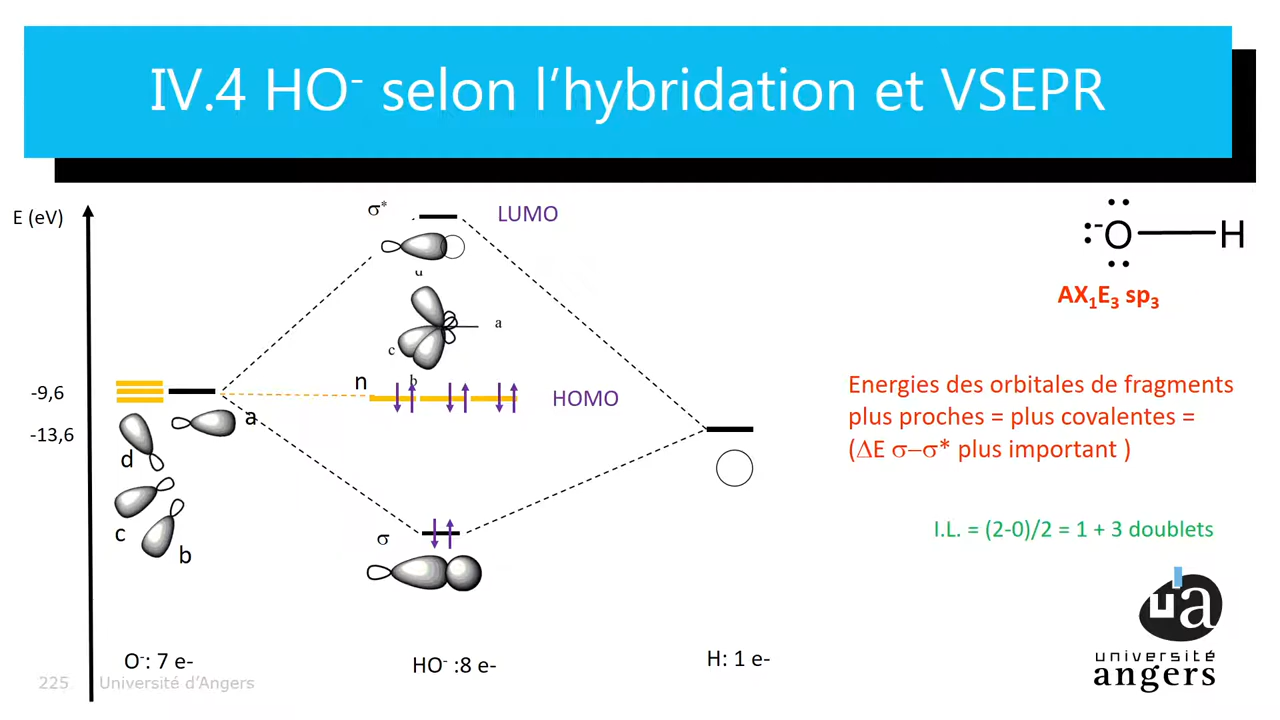 IV.4 HO⁻ selon l'hybridation et VSEPR
E (eV)
σ*
LUMO
d
a
c
b
n
HOMO
-9,6
-13,6
a
d
c
b
σ
O⁻: 7 e-
HO⁻ :8 e-
H: 1 e-
:⁻O—H
AX₁E₃ sp₃
Energies des orbitales de fragments
plus proches = plus covalentes =
(ΔE σ–σ* plus important )
I.L. = (2-0)/2 = 1 + 3 doublets
ua
université
angers
225
Université d'Angers